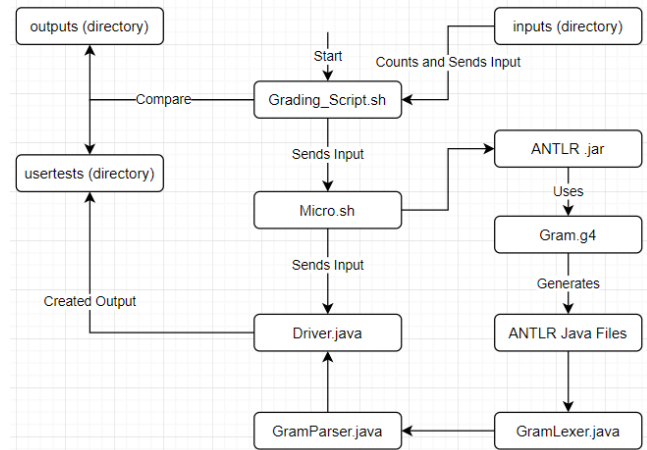 outputs (directory)
inputs (directory)
Start
Counts and Sends Input
Compare
Grading_Script.sh
Sends Input
ANTLR .jar
usertests (directory)
Uses
Micro.sh
Gram.g4
Sends Input
Generates
Created Output
Driver.java
ANTLR Java Files
GramParser.java
GramLexer.java